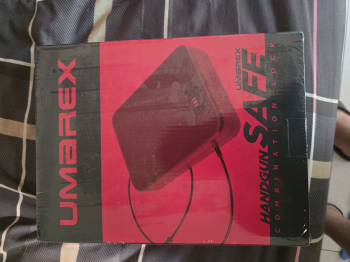 UMAREX
UMAREX
HANDGUN SAFE
COMBINATION LOCK